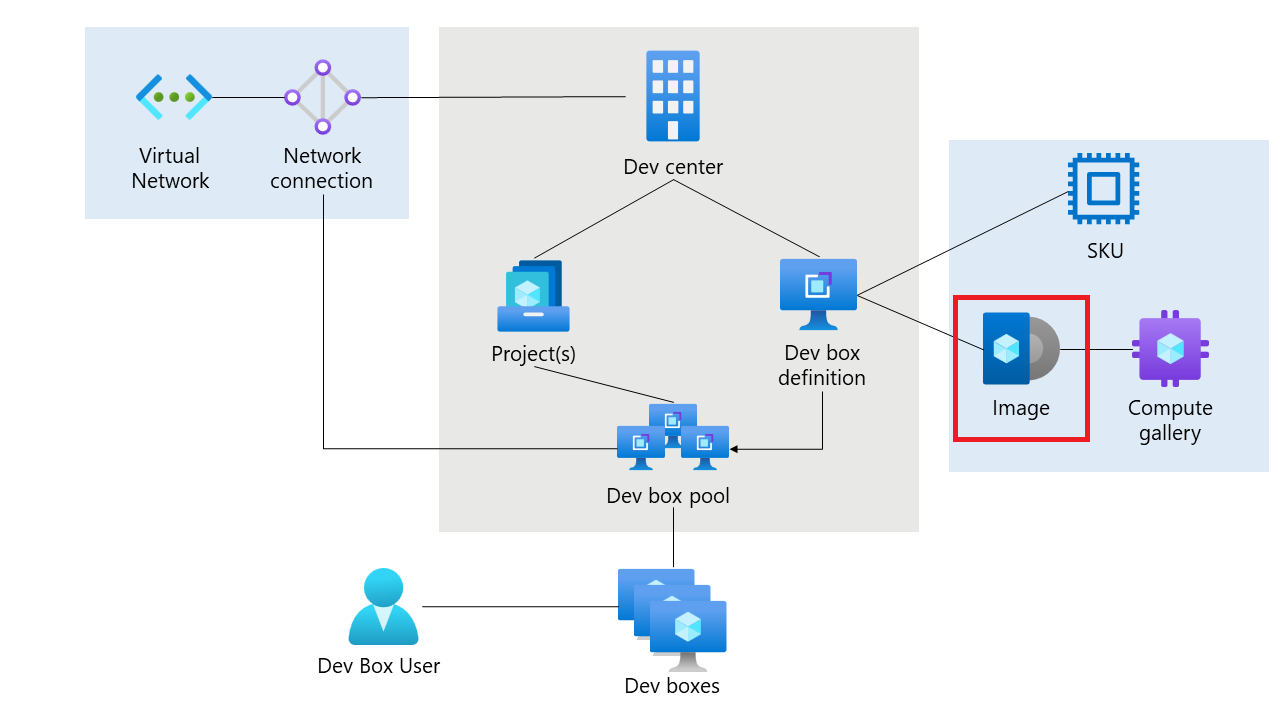 Virtual
Network
Network
connection
Dev center
SKU
Project(s)
Dev box
definition
Image
Compute
gallery
Dev box pool
Dev Box User
Dev boxes